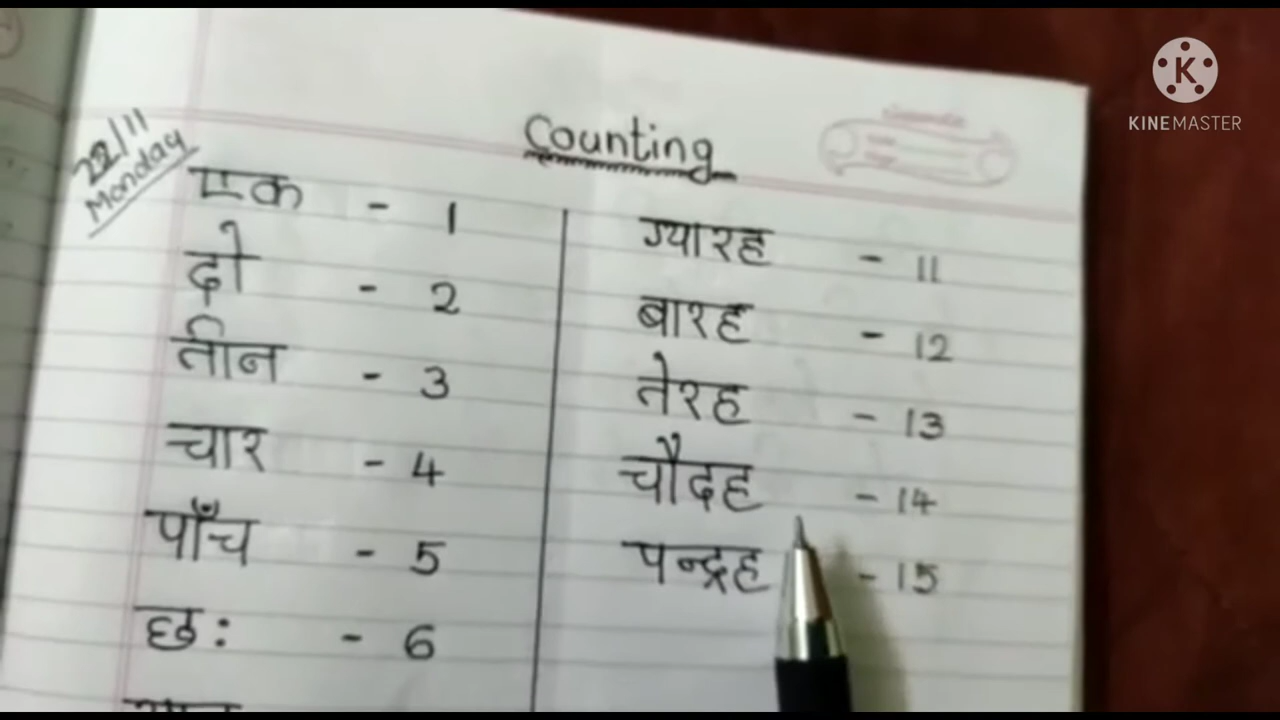 22/11
Monday
Counting
एक - 1
दो - 2
तीन - 3
चार - 4
पाँच - 5
छः - 6
ग्यारह - 11
बारह - 12
तेरह - 13
चौदह - 14
पन्द्रह - 15
KINEMASTER